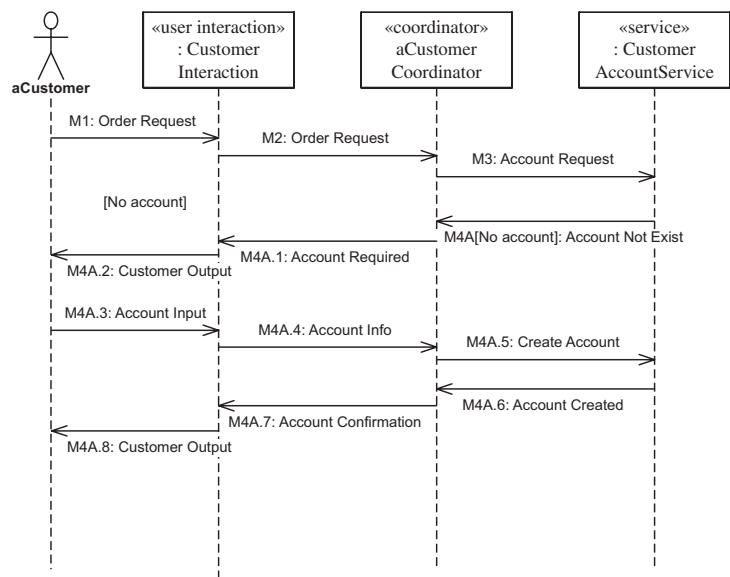 «user interaction»
: Customer
Interaction
«coordinator»
aCustomer
Coordinator
«service»
: Customer
AccountService
aCustomer
M1: Order Request
M2: Order Request
M3: Account Request
[No account]
M4A[No account]: Account Not Exist
M4A.1: Account Required
M4A.2: Customer Output
M4A.3: Account Input
M4A.4: Account Info
M4A.5: Create Account
M4A.6: Account Created
M4A.7: Account Confirmation
M4A.8: Customer Output